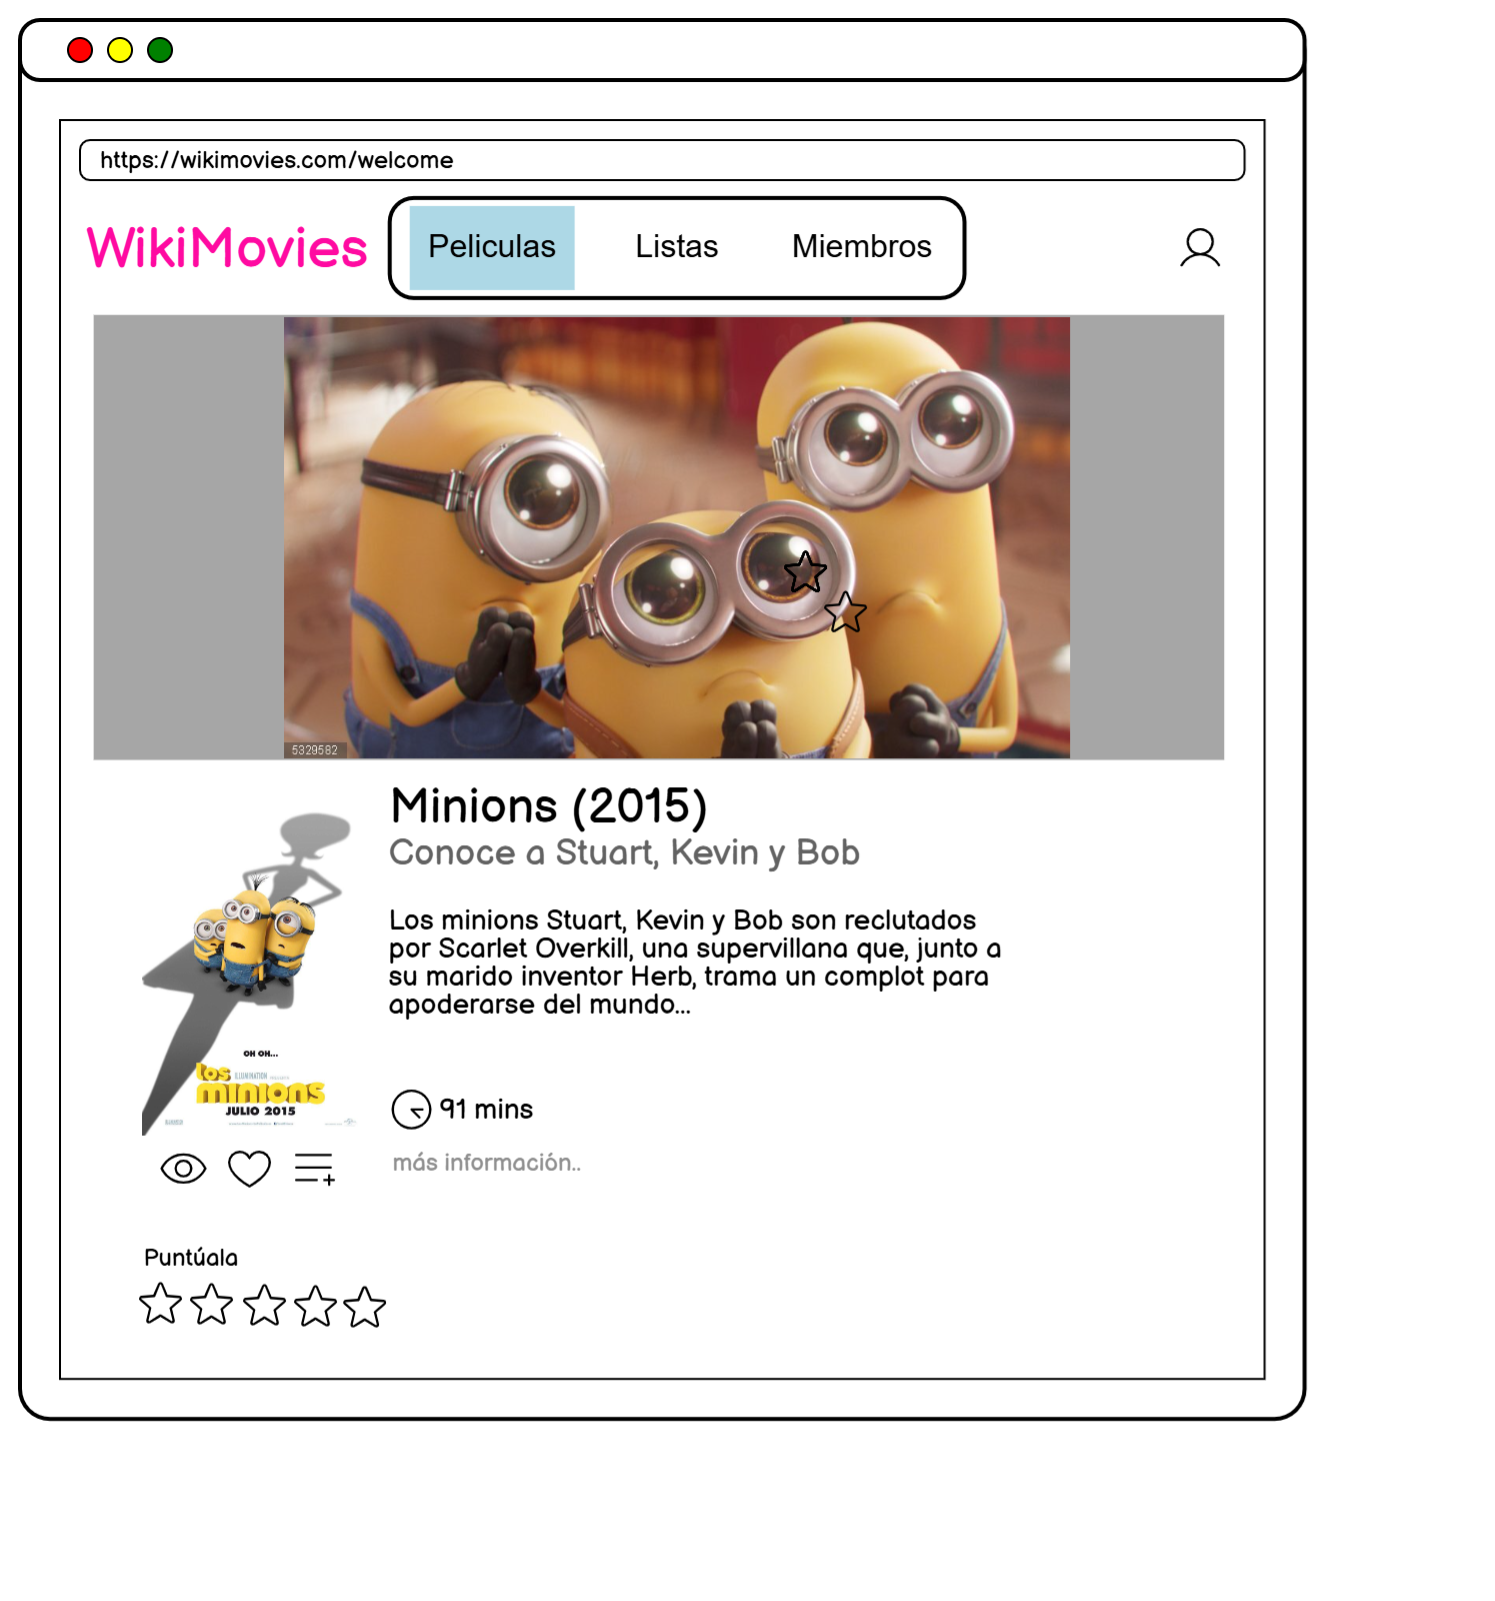 https://wikimovies.com/welcome
WikiMovies
Peliculas
Listas
Miembros
5329582
Minions (2015)
Conoce a Stuart, Kevin y Bob
Los minions Stuart, Kevin y Bob son reclutados
por Scarlet Overkill, una supervillana que, junto a
su marido inventor Herb, trama un complot para
apoderarse del mundo...
OH OH...
los
ILLUMINATION
minions
JULIO 2015
91 mins
más información..
Puntúala